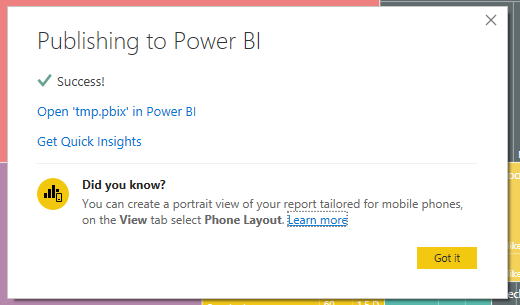 Publishing to Power BI
Success!
Open 'tmp.pbix' in Power BI
Get Quick Insights
Did you know?
You can create a portrait view of your report tailored for mobile phones,
on the View tab select Phone Layout. Learn more
Got it